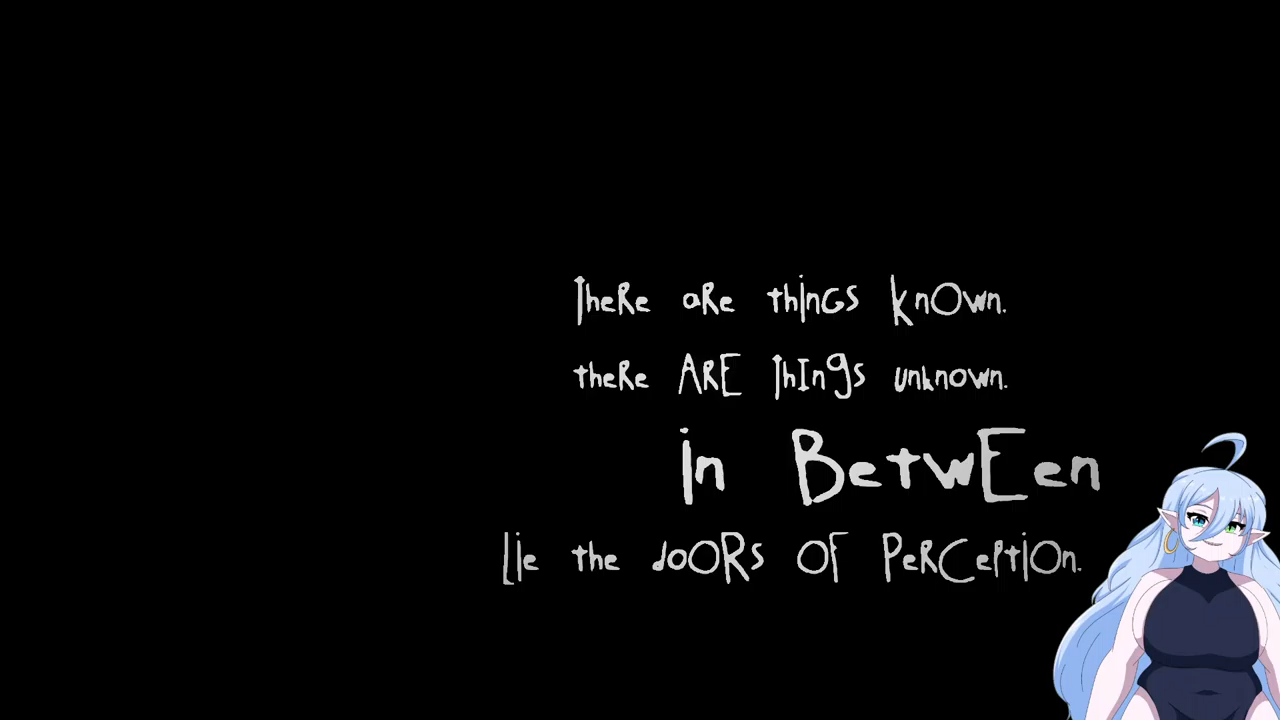 There are things known.
there ARE things unknown.
in BetwEen
Lie the doORs OF PeRCeption.